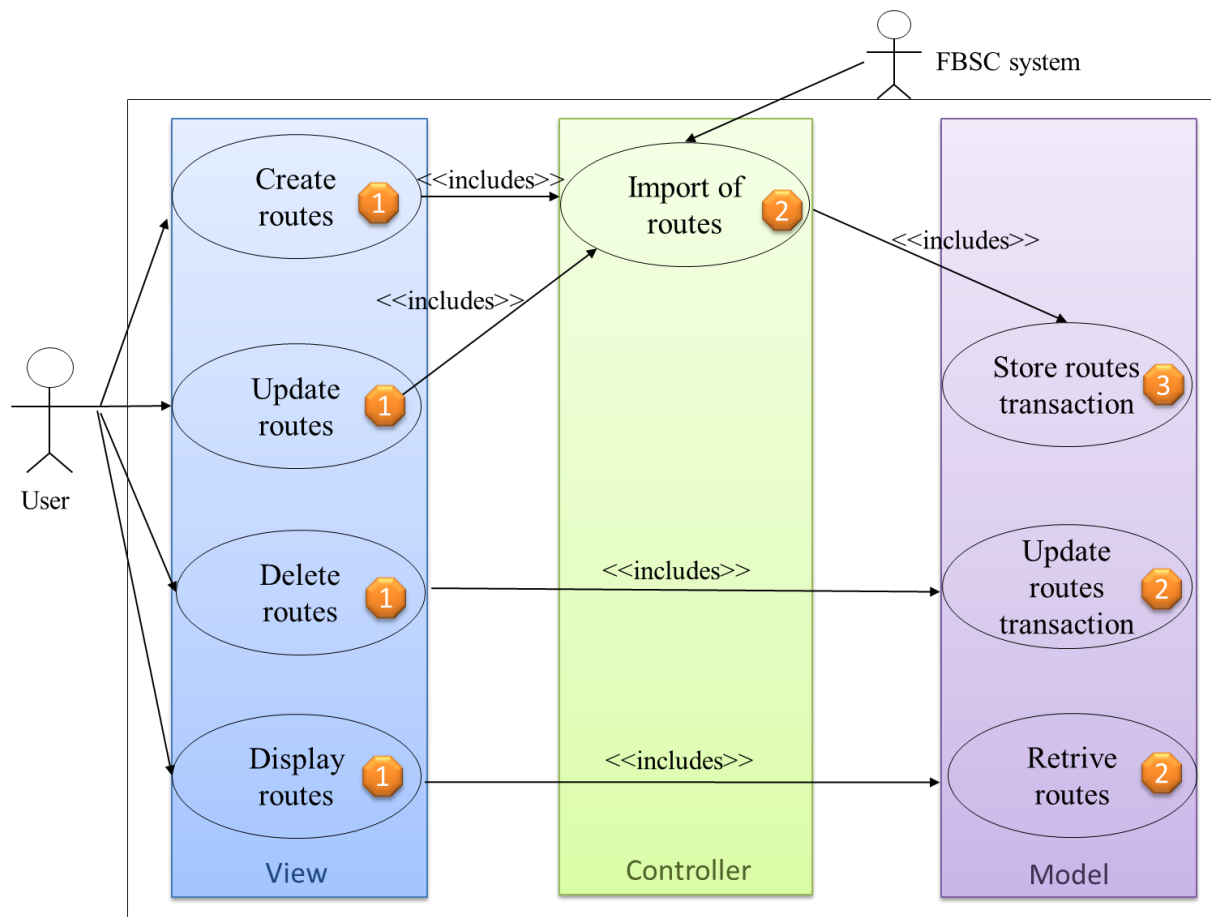 FBSC system
Create
routes
1
<<includes>>
Import of
routes
2
<<includes>>
<<includes>>
Update
routes
1
Store routes
transaction
3
User
Delete
routes
1
<<includes>>
Update
routes
transaction
2
Display
routes
1
<<includes>>
Retrive
routes
2
View
Controller
Model